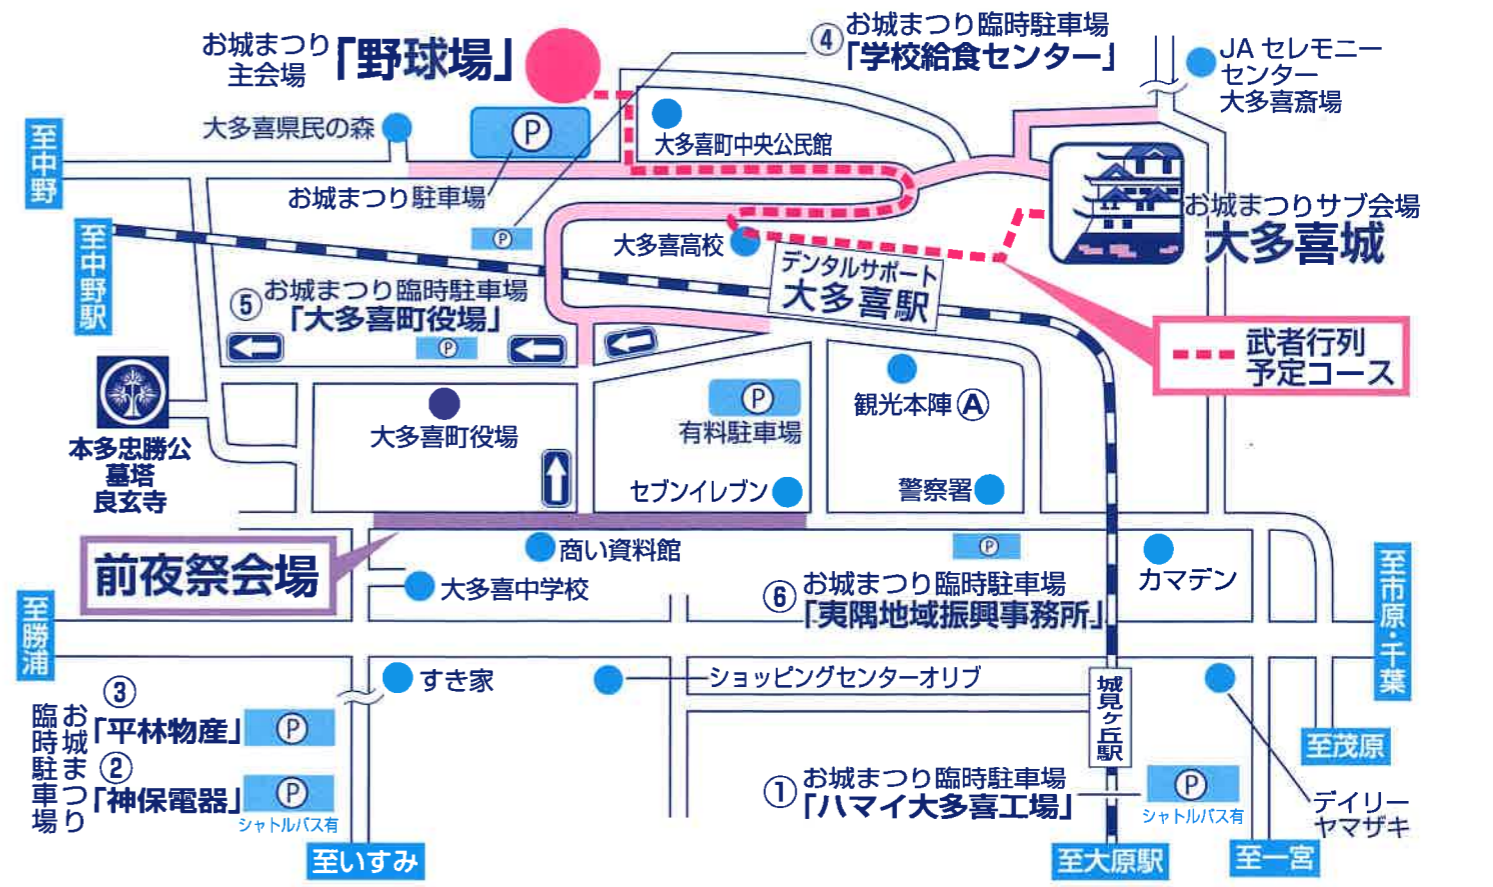 お城まつり
主会場
「野球場」
④
お城まつり臨時駐車場
「学校給食センター」
JA セレモニー
センター
大多喜斎場
至中野
大多喜県民の森
P
大多喜町中央公民館
お城まつり駐車場
至中野駅
P
大多喜高校
お城まつりサブ会場
大多喜城
デンタルサポート
大多喜駅
⑤
お城まつり臨時駐車場
「大多喜町役場」
P
武者行列
予定コース
本多忠勝公
墓塔
良玄寺
大多喜町役場
P
有料駐車場
観光本陣Ⓐ
セブンイレブン
警察署
前夜祭会場
商い資料館
大多喜中学校
P
⑥
お城まつり臨時駐車場
「夷隅地域振興事務所」
カマデン
至市原・千葉
至勝浦
すき家
ショッピングセンターオリブ
城見ヶ丘駅
お城まつり
臨時駐車場
③
「平林物産」
P
②
「神保電器」
P
シャトルバス有
①
お城まつり臨時駐車場
「ハマイ大多喜工場」
P
シャトルバス有
至茂原
デイリー
ヤマザキ
至いすみ
至大原駅
至一宮